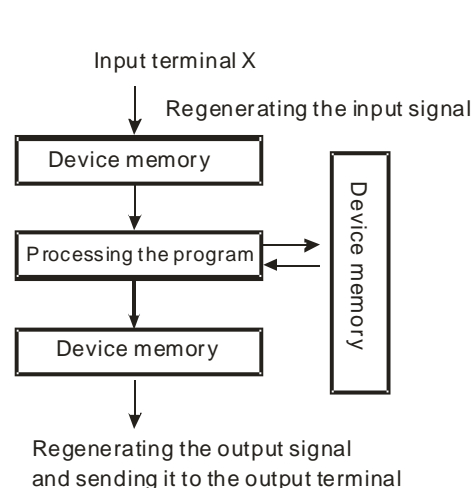 Input terminal X
Regenerating the input signal
Device memory
Processing the program
Device memory
Device memory
Regenerating the output signal
and sending it to the output terminal